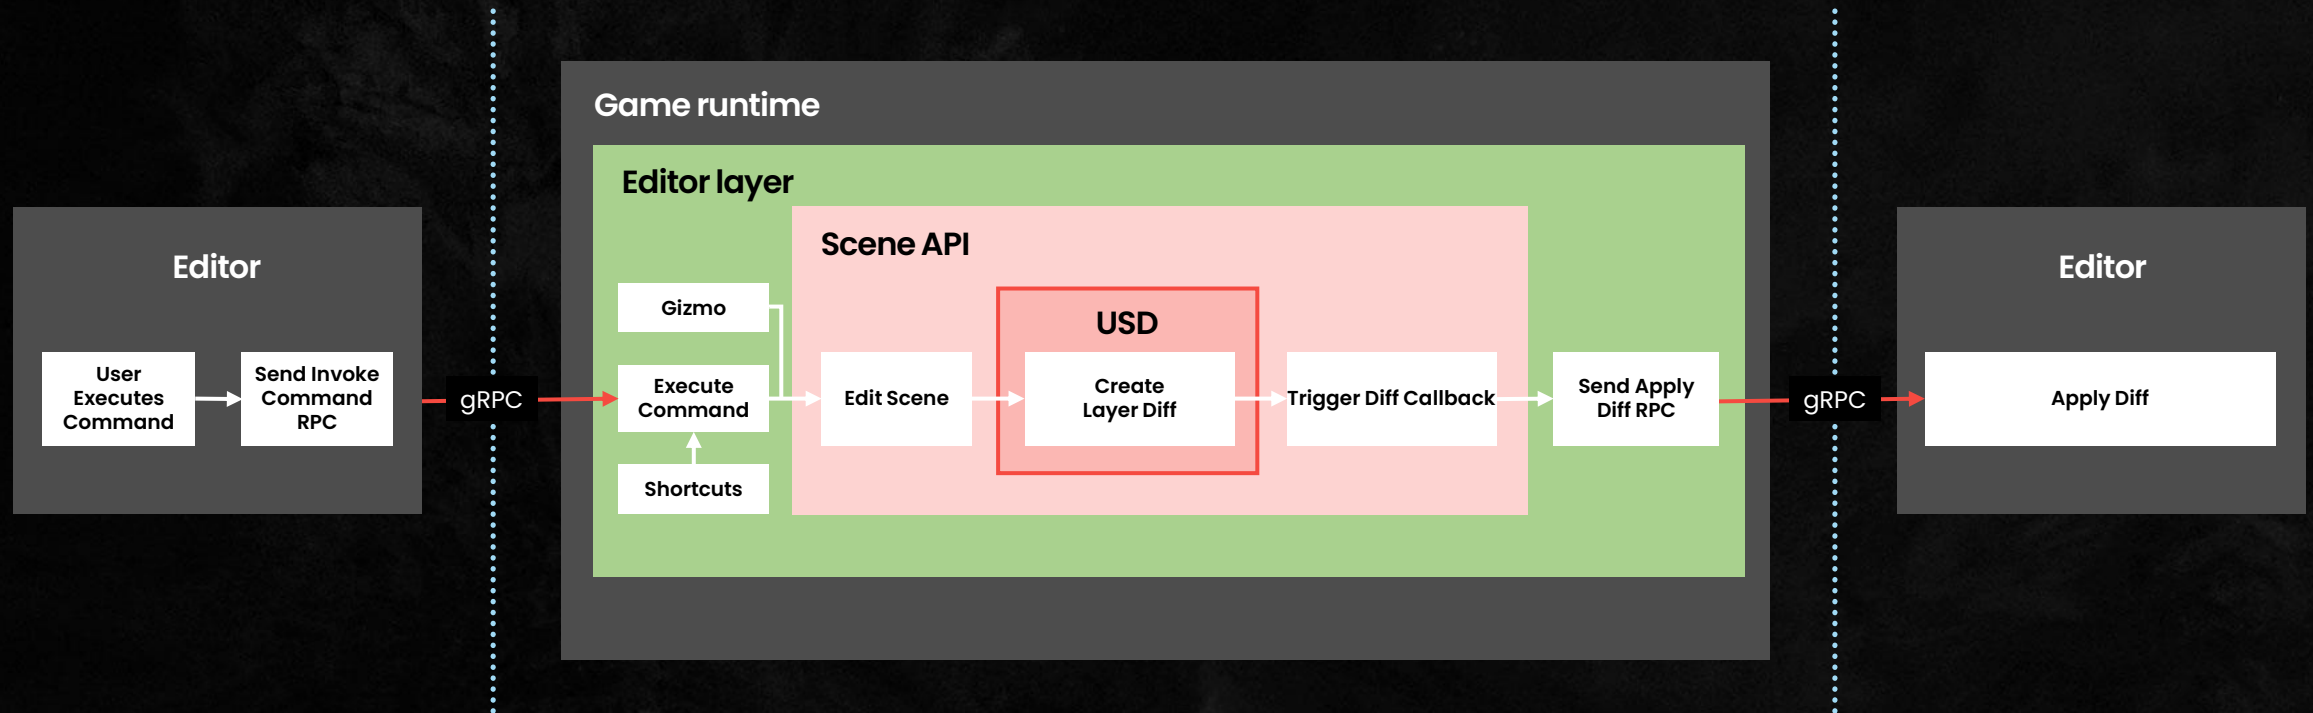 Editor
User
Executes
Command
Send Invoke
Command
RPC
gRPC
Game runtime
Editor layer
Gizmo
Execute
Command
Shortcuts
Scene API
Edit Scene
USD
Create
Layer Diff
Trigger Diff Callback
Send Apply
Diff RPC
gRPC
Editor
Apply Diff